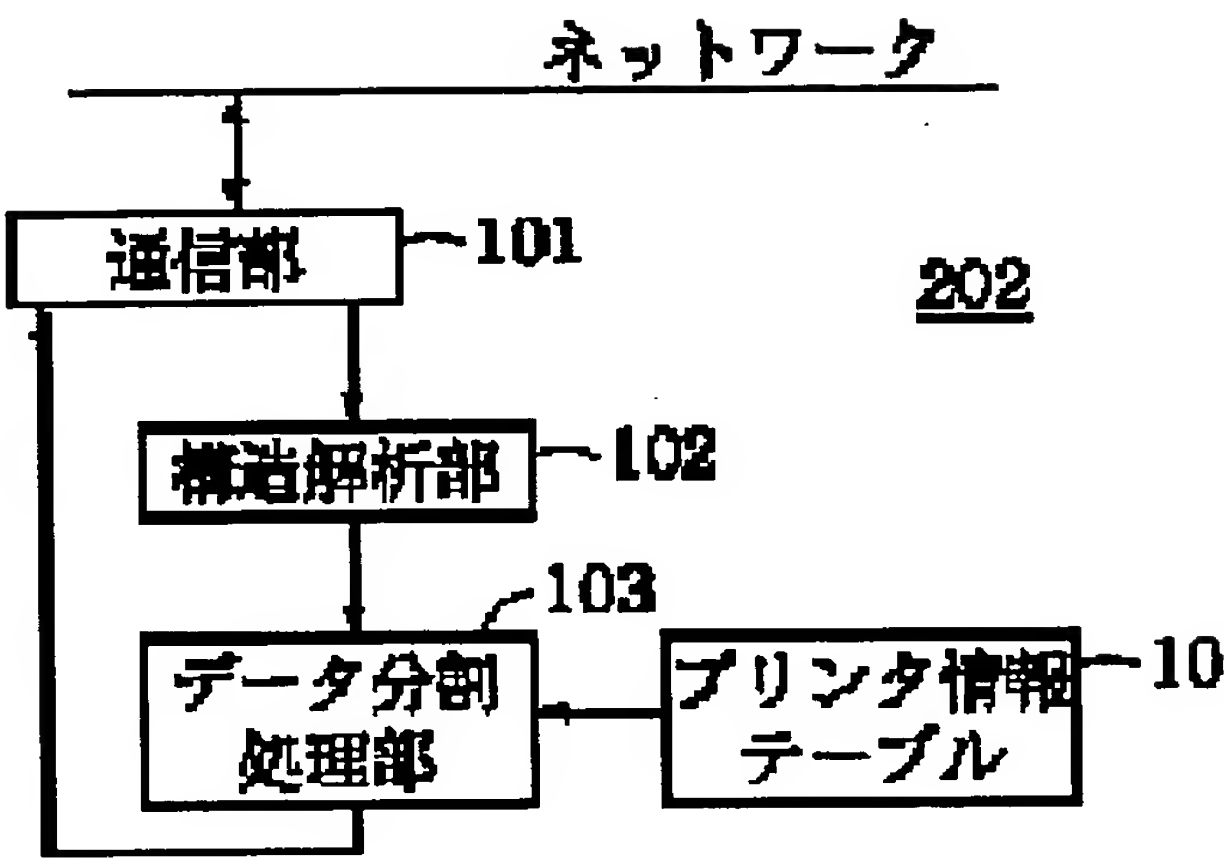 ネットワーク
通信部
101
202
構造解析部
102
103
データ分割
処理部
プリンタ情報
テーブル
10